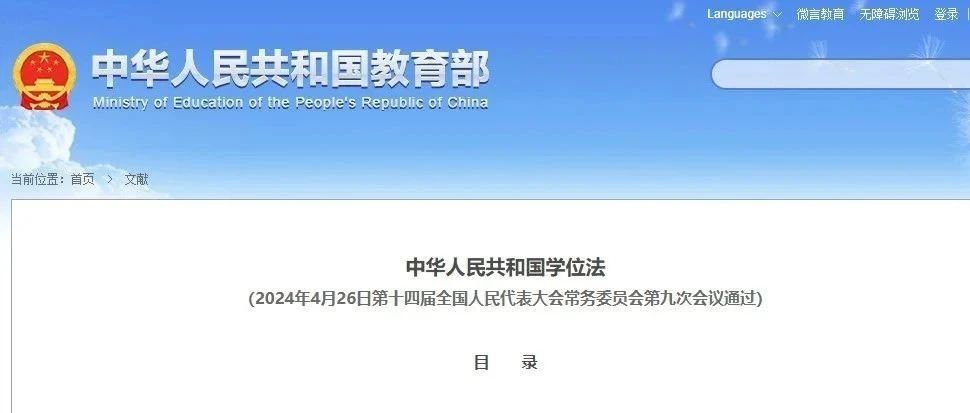 Languages 微言教育 无障碍浏览 登录
中华人民共和国教育部
Ministry of Education of the People's Republic of China
当前位置：首页 > 文献
中华人民共和国学位法
（2024年4月26日第十四届全国人民代表大会常务委员会第九次会议通过）
目 录